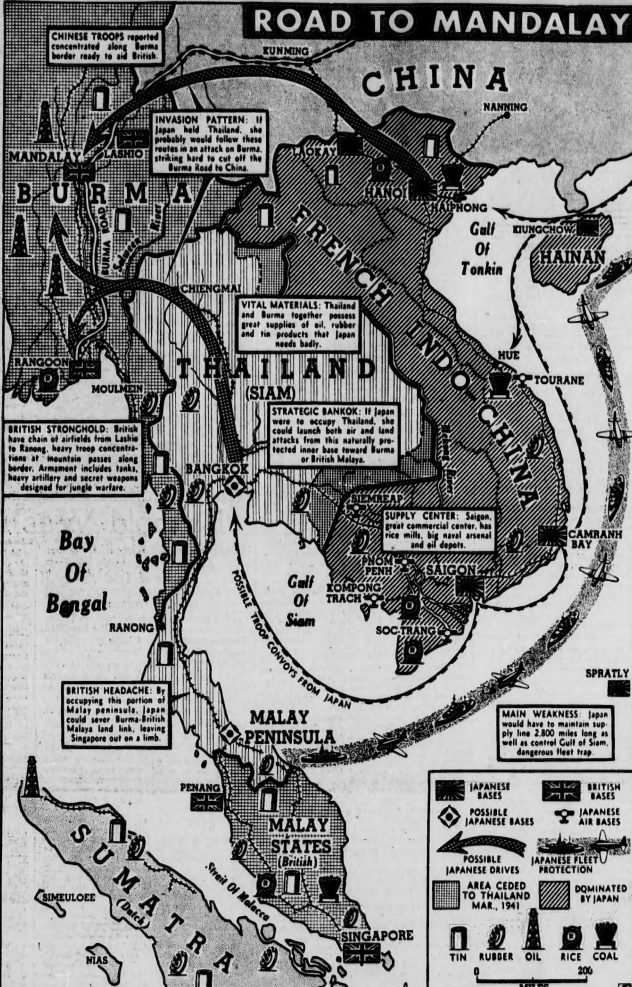 ROAD TO MANDALAY
CHINESE TROOPS reported
concentrated along Burma
border ready to aid British.
KUNMING
CHINA
NANNING
INVASION PATTERN: If
Japan held Thailand, she
probably would follow these
routes in an attack on Burma,
striking hard to cut off the
Burma Road to China.
MANDALAY
LASHIO
LAOKAY
HANOI
HAIPHONG
BURMA
BURMA ROAD
Salween River
Gulf
Of
Tonkin
KIUNGCHOW
HAINAN
FRENCH INDO CHINA
CHIENGMAI
VITAL MATERIALS: Thailand
and Burma together possess
great supplies of oil, rubber
and tin products that Japan
needs badly.
HUE
TOURANE
RANGOON
MOULMEIN
THAILAND
(SIAM)
STRATEGIC BANKOK: If Japan
were to occupy Thailand, she
could launch both air and land
attacks from this naturally pro-
tected inner base toward Burma
or British Malaya.
Mekong River
BRITISH STRONGHOLD: British
have chain of airfields from Lashio
to Ranong, heavy troop concentra-
tions at mountain passes along
border. Armament includes tanks,
heavy artillery and secret weapons
designed for jungle warfare.
BANGKOK
SIEMREAP
SUPPLY CENTER: Saigon,
great commercial center, has
rice mills, big naval arsenal
and oil depots.
CAMRANH
BAY
Bay
Of
Bengal
Gulf
Of
Siam
PNOM
PENH
SAIGON
KOMPONG
TRACH
SOC-TRANG
RANONG
POSSIBLE TROOP CONVOYS FROM JAPAN
SPRATLY
BRITISH HEADACHE: By
occupying this portion of
Malay peninsula, Japan
could sever Burma-British
Malaya land link, leaving
Singapore out on a limb.
MALAY
PENINSULA
MAIN WEAKNESS: Japan
would have to maintain sup-
ply line 2,800 miles long as
well as control Gulf of Siam,
dangerous fleet trap.
PENANG
MALAY
STATES
(British)
Strait Of Malacca
SUMATRA
(Dutch)
SIMEULOEE
NIAS
SINGAPORE
JAPANESE
BASES
BRITISH
BASES
POSSIBLE
JAPANESE BASES
JAPANESE
AIR BASES
POSSIBLE
JAPANESE DRIVES
JAPANESE FLEET
PROTECTION
AREA CEDED
TO THAILAND
MAR., 1941
DOMINATED
BY JAPAN
TIN
RUBBER
OIL
RICE
COAL
0
200
MILES